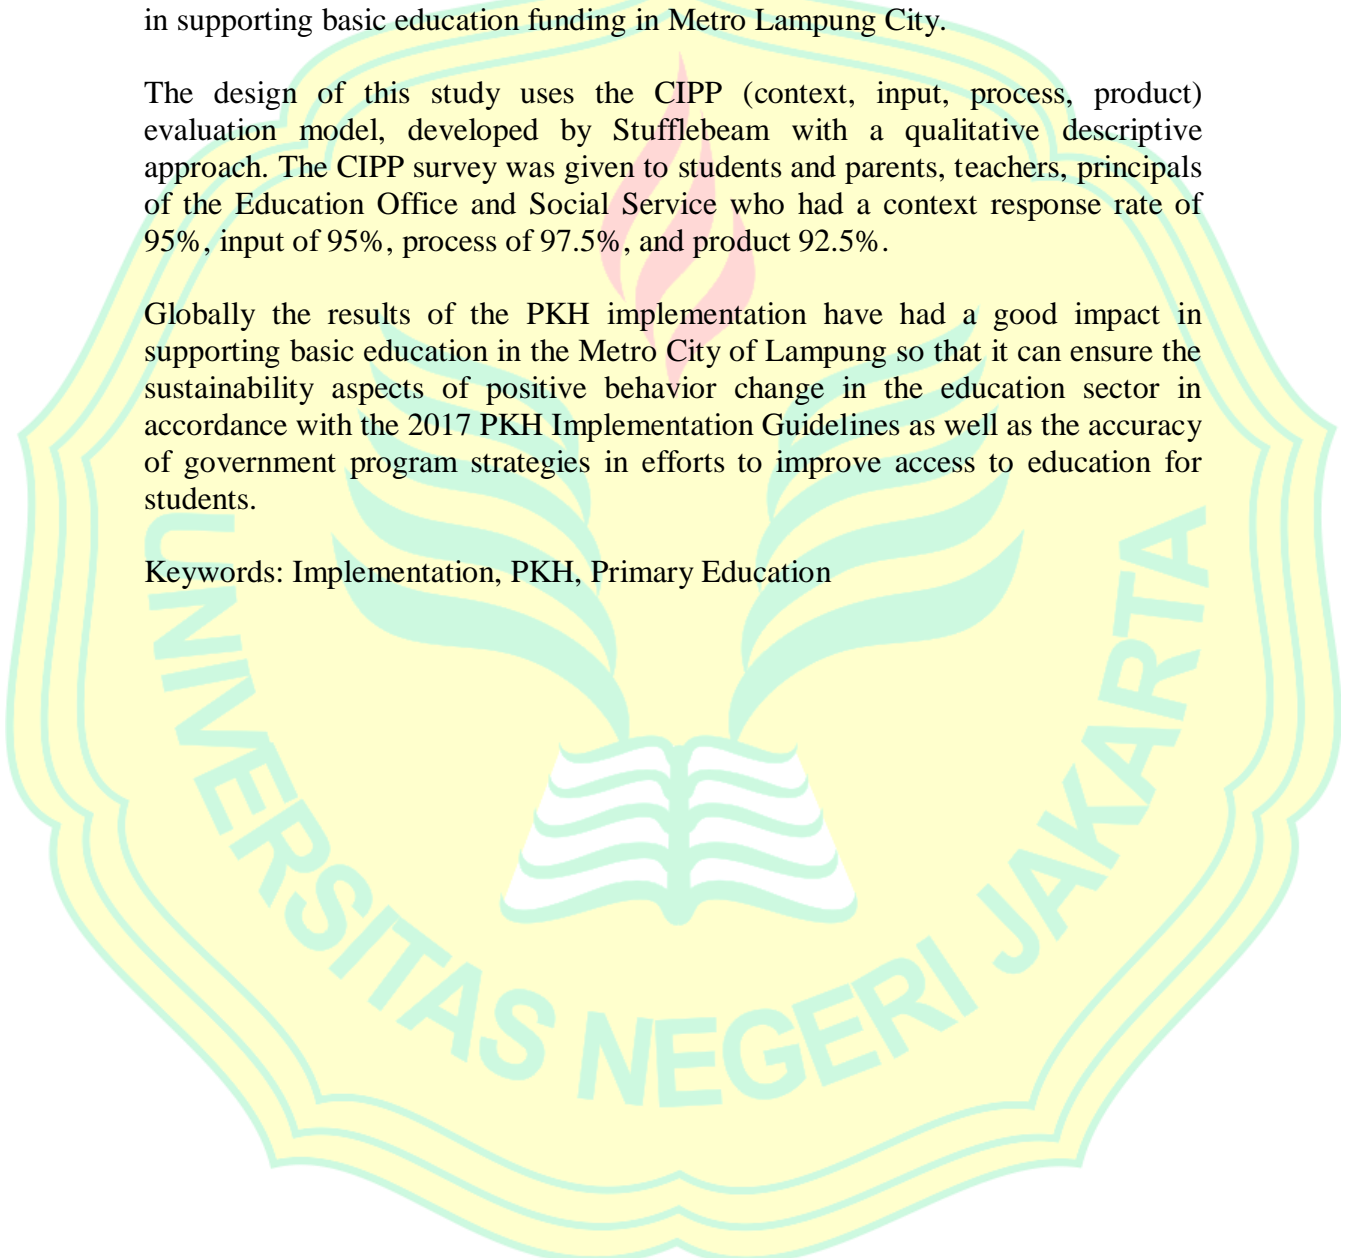 in supporting basic education funding in Metro Lampung City.
The design of this study uses the CIPP (context, input, process, product)
evaluation model, developed by Stufflebeam with a qualitative descriptive
approach. The CIPP survey was given to students and parents, teachers, principals
of the Education Office and Social Service who had a context response rate of
95%, input of 95%, process of 97.5%, and product 92.5%.
Globally the results of the PKH implementation have had a good impact in
supporting basic education in the Metro City of Lampung so that it can ensure the
sustainability aspects of positive behavior change in the education sector in
accordance with the 2017 PKH Implementation Guidelines as well as the accuracy
of government program strategies in efforts to improve access to education for
students.
Keywords: Implementation, PKH, Primary Education
UNIVERSITAS NEGERI JAKARTA